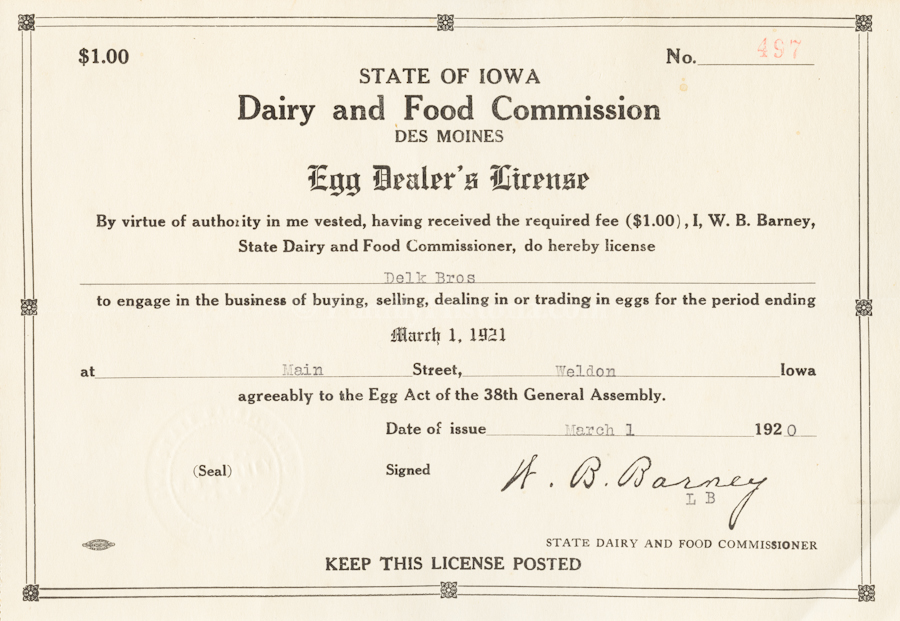 $1.00 No. 497
STATE OF IOWA
Dairy and Food Commission
DES MOINES
Egg Dealer's License
By virtue of authority in me vested, having received the required fee ($1.00), I, W. B. Barney,
State Dairy and Food Commissioner, do hereby license
Delk Bros
to engage in the business of buying, selling, dealing in or trading in eggs for the period ending
March 1, 1921
at Main Street, Weldon Iowa
agreeably to the Egg Act of the 38th General Assembly.
Date of issue March 1 1920
(Seal) Signed W. B. Barney
L B
STATE DAIRY AND FOOD COMMISSIONER
KEEP THIS LICENSE POSTED